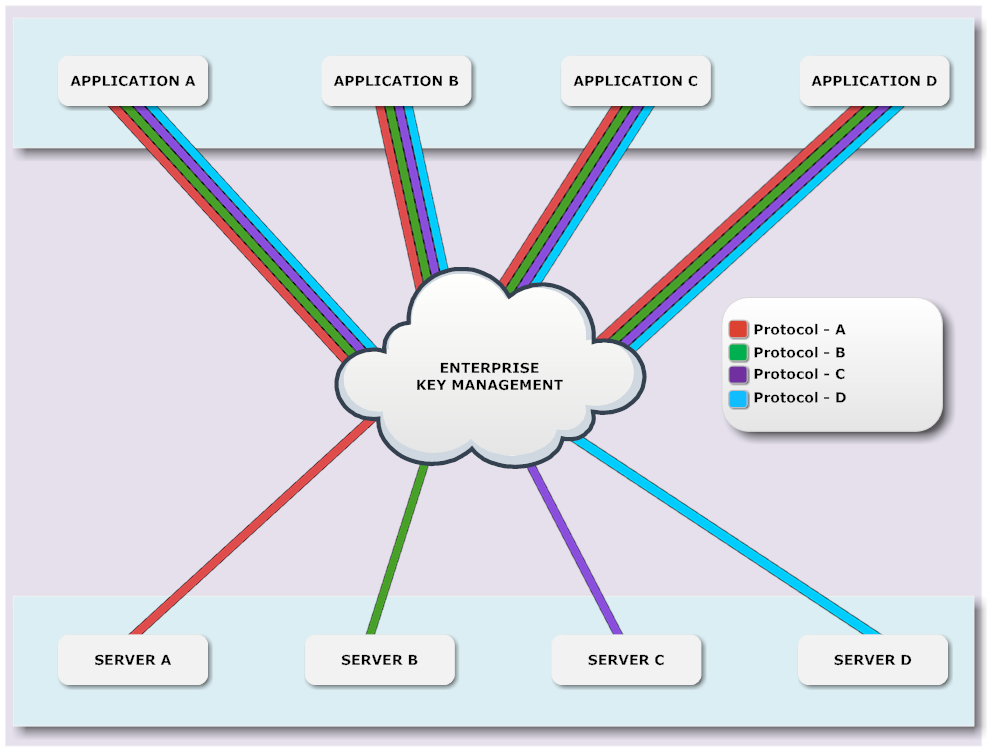 APPLICATION A
APPLICATION B
APPLICATION C
APPLICATION D
ENTERPRISE
KEY MANAGEMENT
Protocol - A
Protocol - B
Protocol - C
Protocol - D
SERVER A
SERVER B
SERVER C
SERVER D